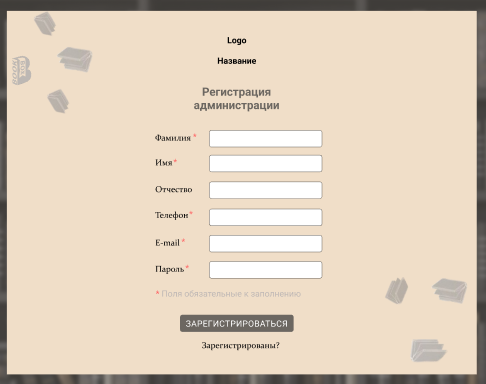 Logo
Название
Регистрация
администрации
Фамилия *
Имя*
Отчество
Телефон*
E-mail *
Пароль *
* Поля обязательные к заполнению
ЗАРЕГИСТРИРОВАТЬСЯ
Зарегистрированы?